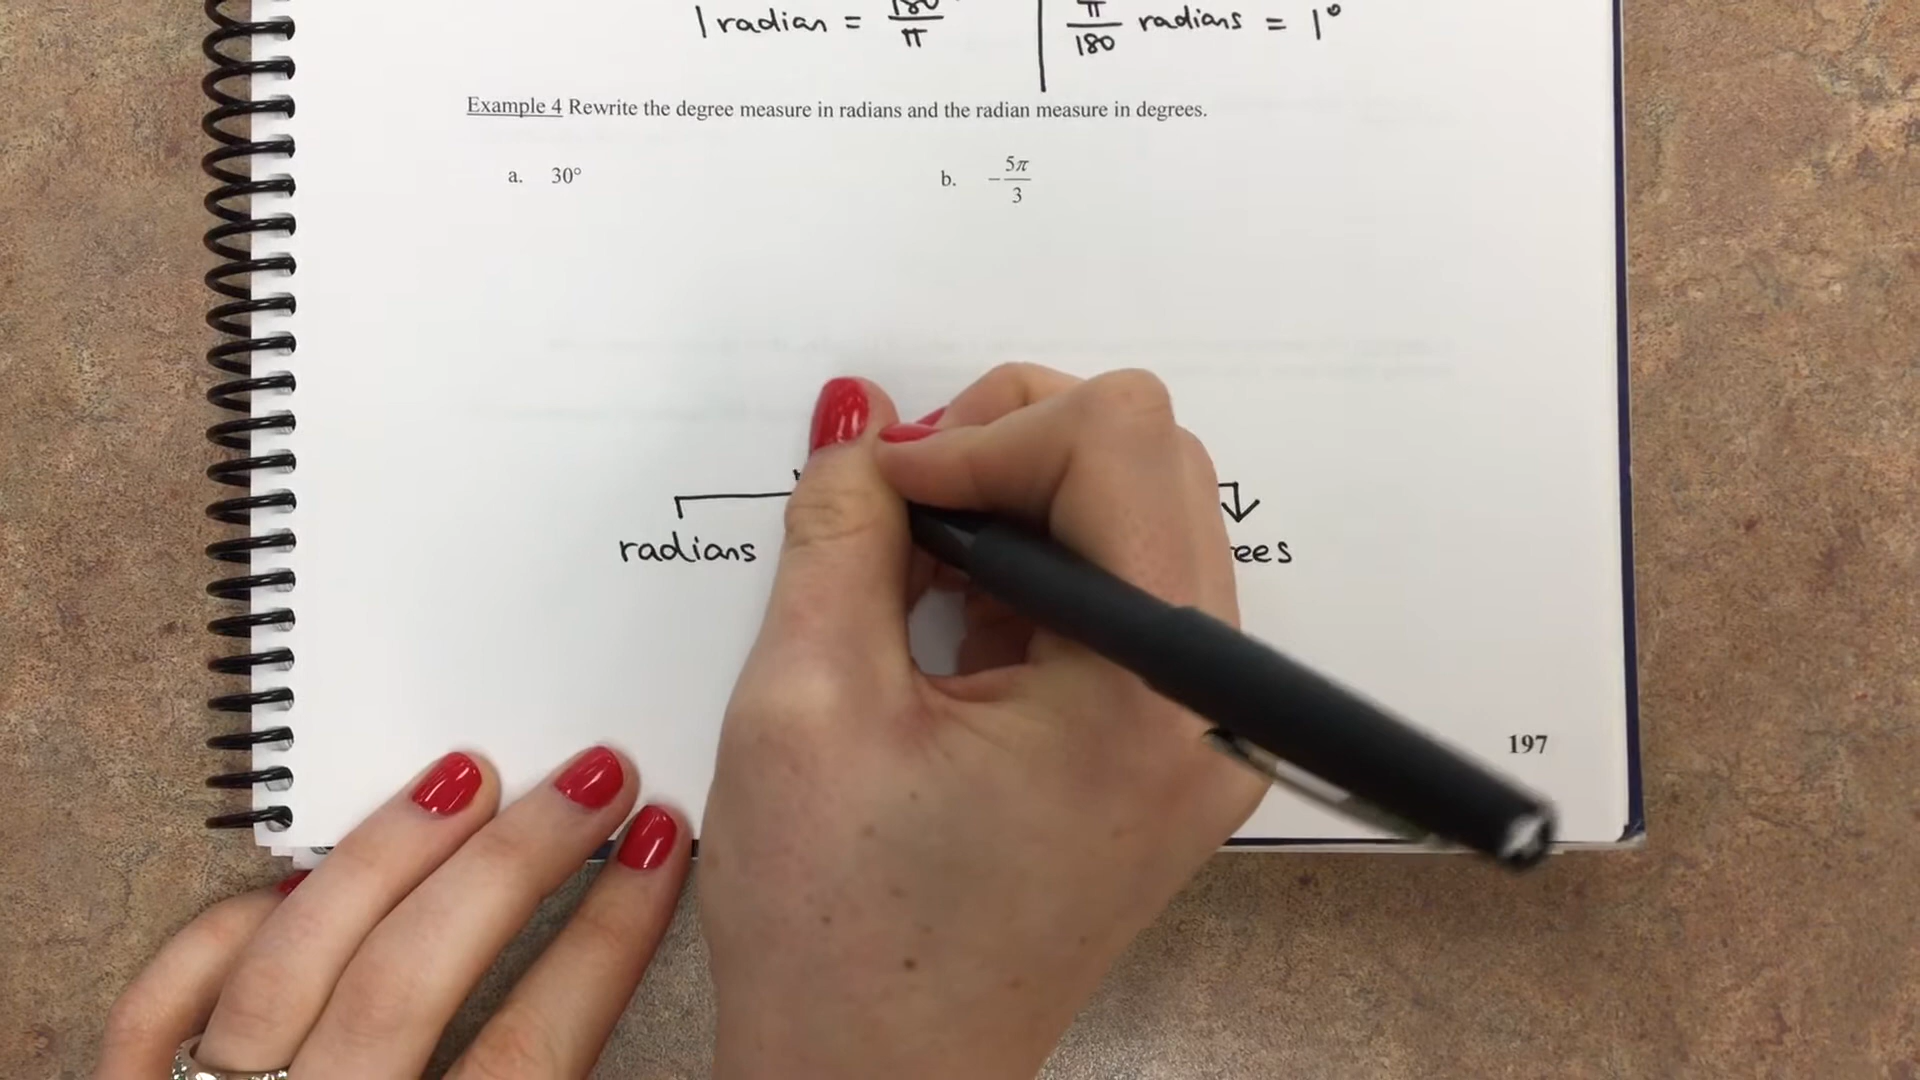 1 radian = 180/π | π/180 radians = 1°
Example 4 Rewrite the degree measure in radians and the radian measure in degrees.
a. 30° b. -5π/3
radians
197